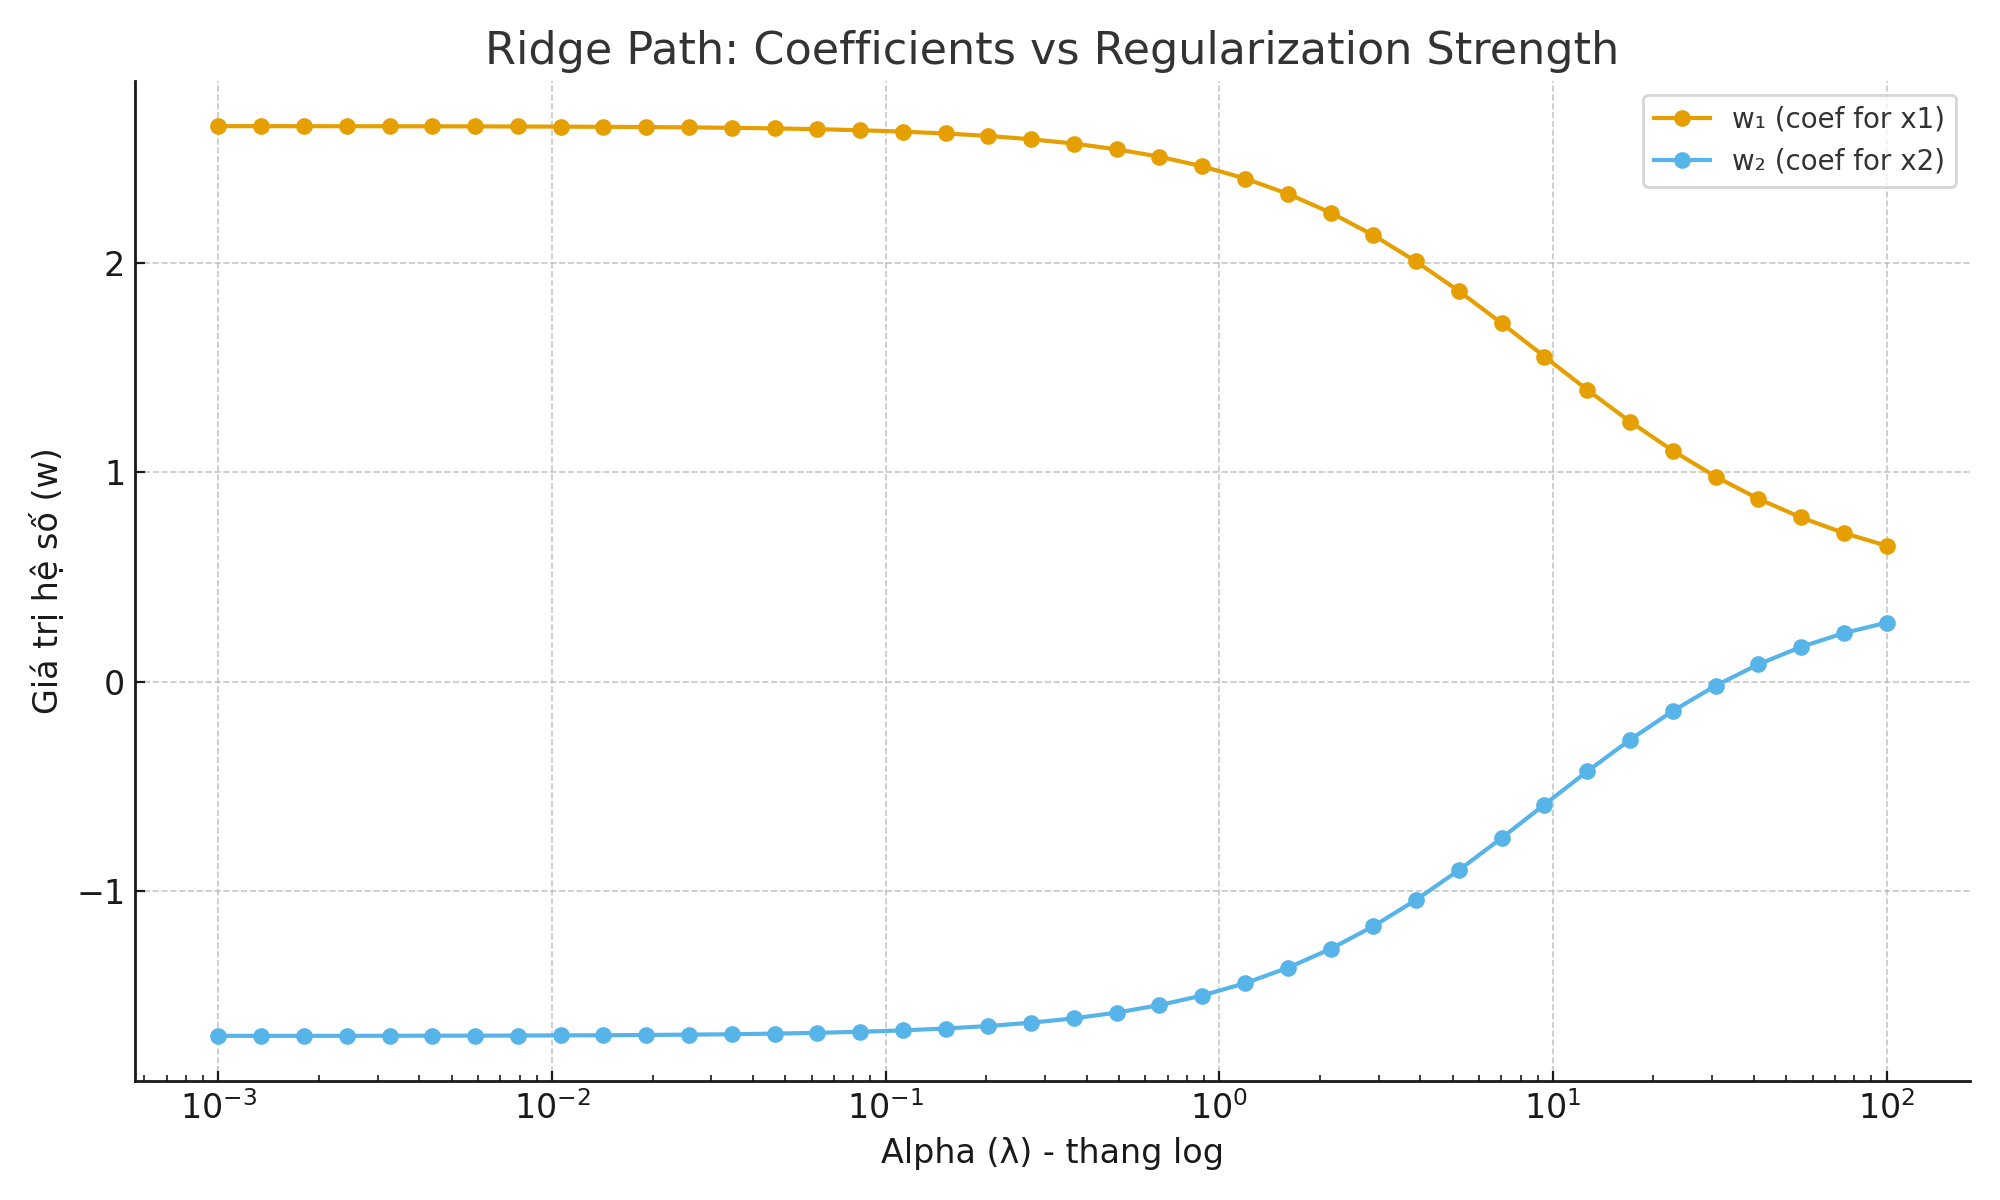 Ridge Path: Coefficients vs Regularization Strength
w₁ (coef for x1)
w₂ (coef for x2)
Giá trị hệ số (w)
2
1
0
−1
10⁻³ 10⁻² 10⁻¹ 10⁰ 10¹ 10²
Alpha (λ) - thang log